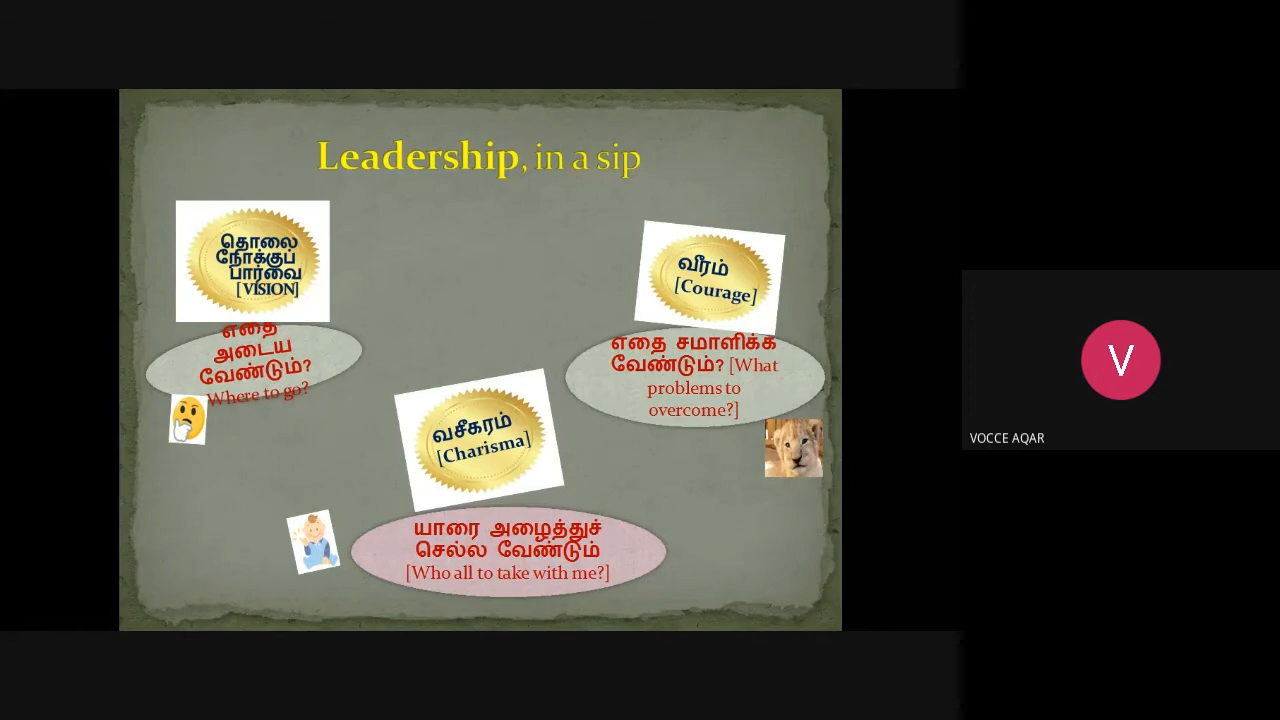 Leadership, in a sip
தொலை
நோக்குப்
பார்வை
[VISION]
எதை
அடைய
வேண்டும்?
Where to go?
வீரம்
[Courage]
எதை சமாளிக்க
வேண்டும்? [What
problems to
overcome?]
வசீகரம்
[Charisma]
யாரை அழைத்துச்
செல்ல வேண்டும்
[Who all to take with me?]
V
VOCCE AQAR